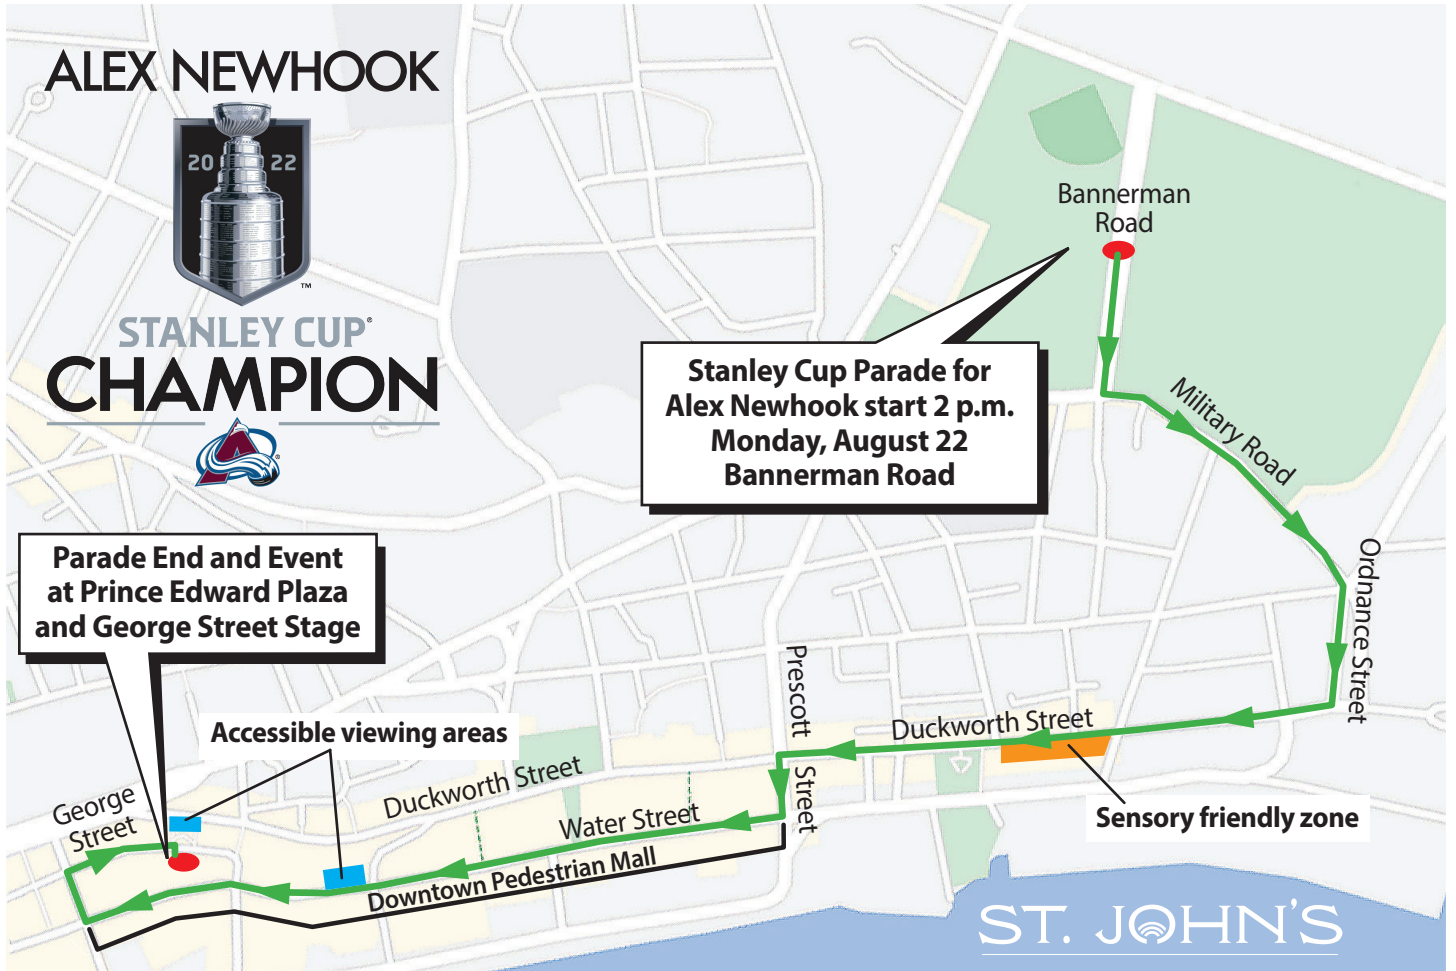 ALEX NEWHOOK
20 22
™
STANLEY CUP®
CHAMPION
®
Bannerman
Road
Stanley Cup Parade for
Alex Newhook start 2 p.m.
Monday, August 22
Bannerman Road
Military Road
Ordnance Street
Parade End and Event
at Prince Edward Plaza
and George Street Stage
Prescott
Street
Duckworth Street
Accessible viewing areas
Duckworth Street
George
Street
Water Street
Sensory friendly zone
Downtown Pedestrian Mall
ST. JOHN'S